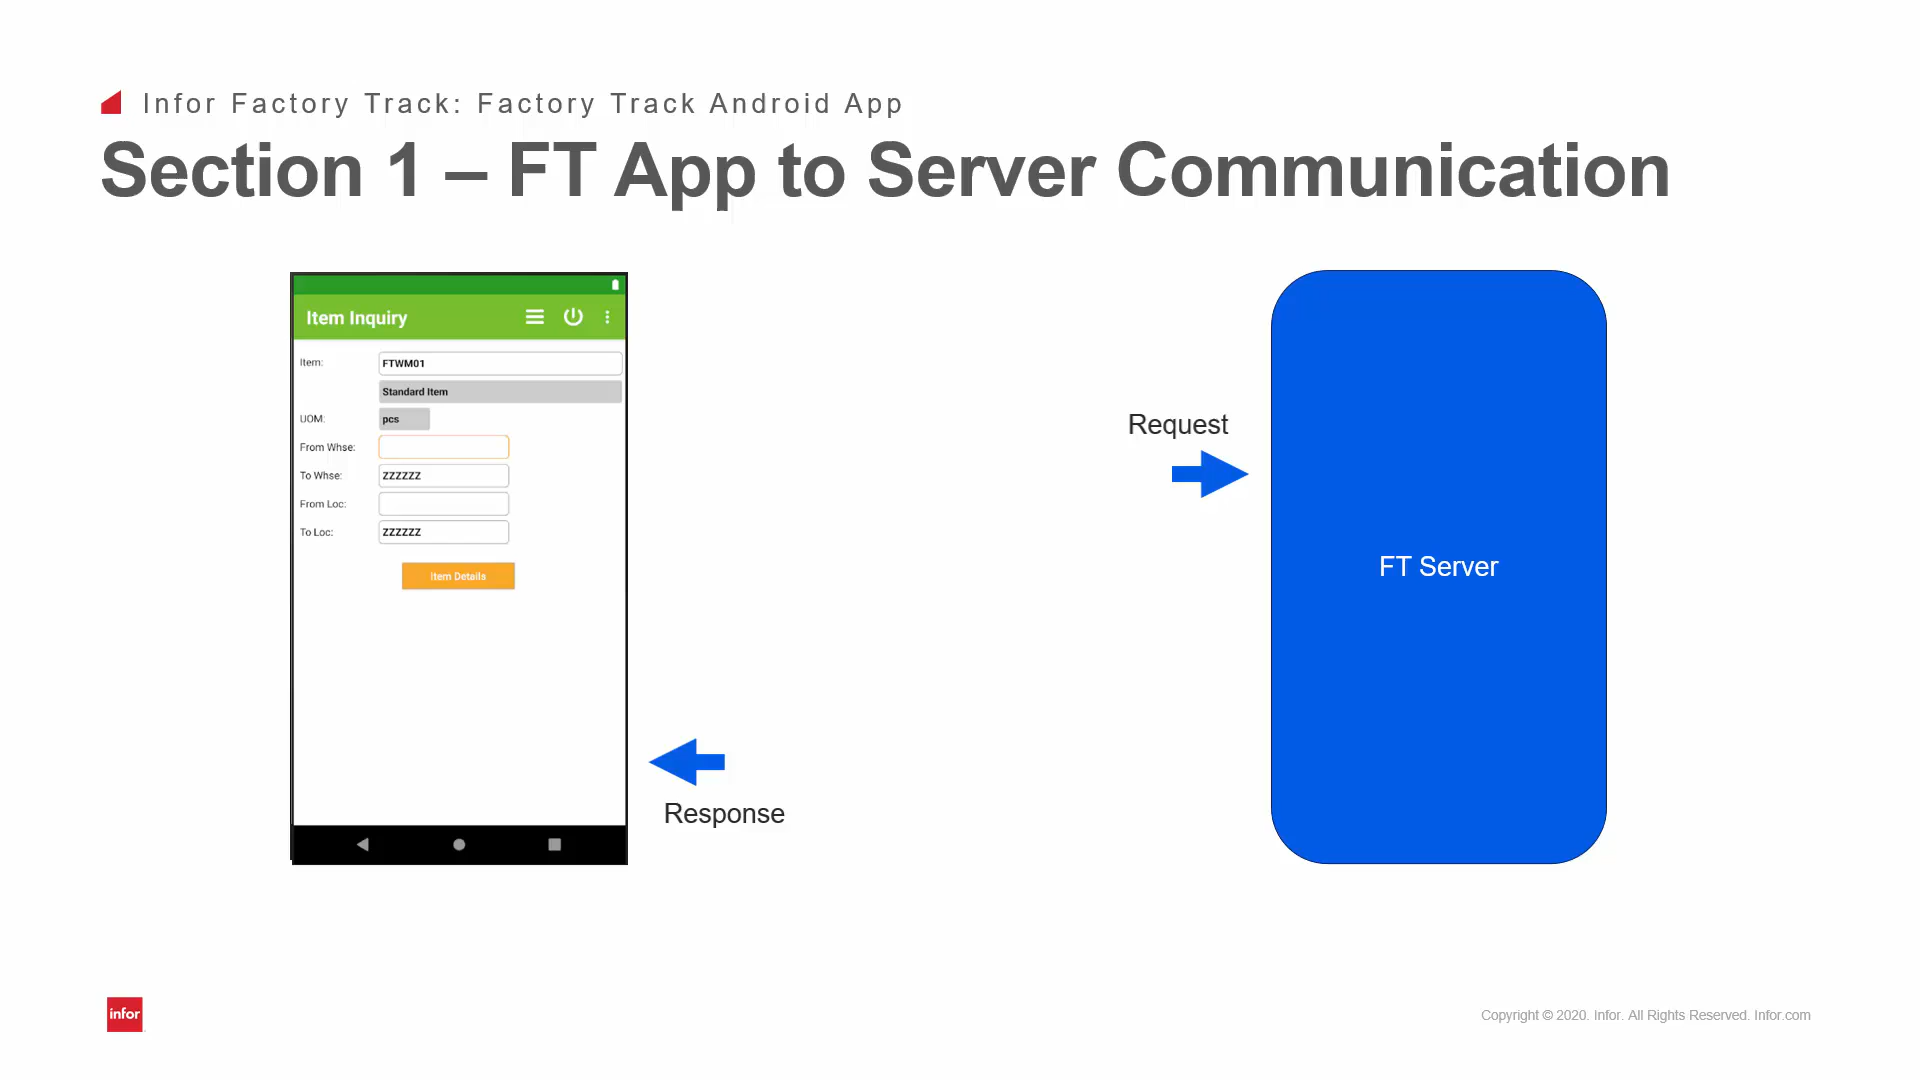 Infor Factory Track: Factory Track Android App
Section 1 – FT App to Server Communication
Item Inquiry
Item:
FTWM01
Standard Item
UOM:
pcs
From Whse:
To Whse:
ZZZZZZ
From Loc:
To Loc:
ZZZZZZ
Item Details
Request
FT Server
Response
infor
Copyright © 2020. Infor. All Rights Reserved. Infor.com